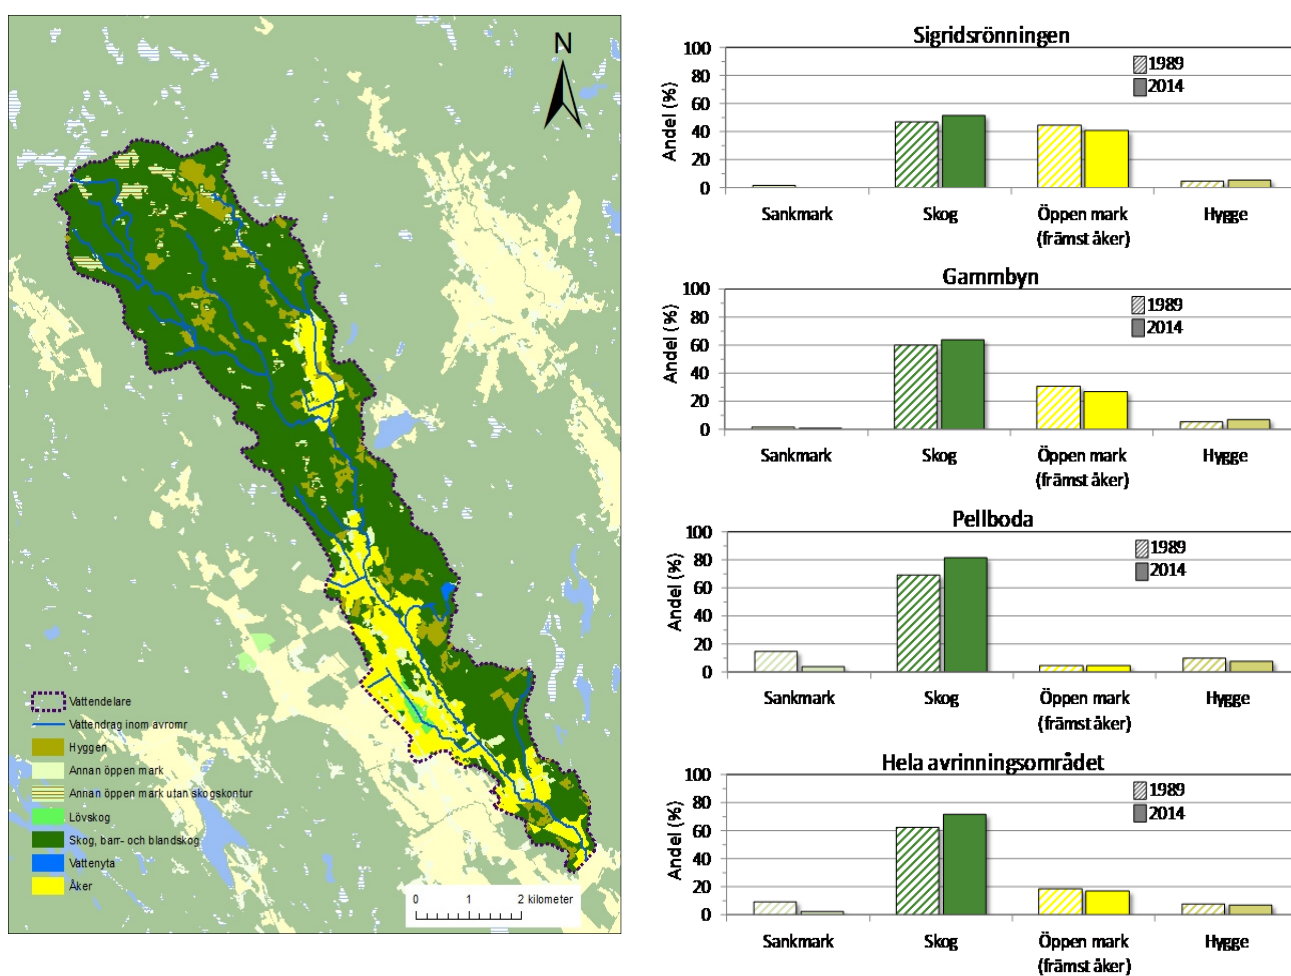 N
Vattendelare
Vattendrag inom avromr
Hyggen
Annan öppen mark
Annan öppen mark utan skogskontur
Lövskog
Skog, barr- och blandskog
Vattenyta
Åker
0 1 2 kilometer
Sigridsrönningen
Andel (%)
100
80
60
40
20
0
1989
2014
Sankmark Skog Öppen mark Hygge
(främst åker)
Gammbyn
Andel (%)
100
80
60
40
20
0
1989
2014
Sankmark Skog Öppen mark Hygge
(främst åker)
Pellboda
Andel (%)
100
80
60
40
20
0
1989
2014
Sankmark Skog Öppen mark Hygge
(främst åker)
Hela avrinningsområdet
Andel (%)
100
80
60
40
20
0
1989
2014
Sankmark Skog Öppen mark Hygge
(främst åker)